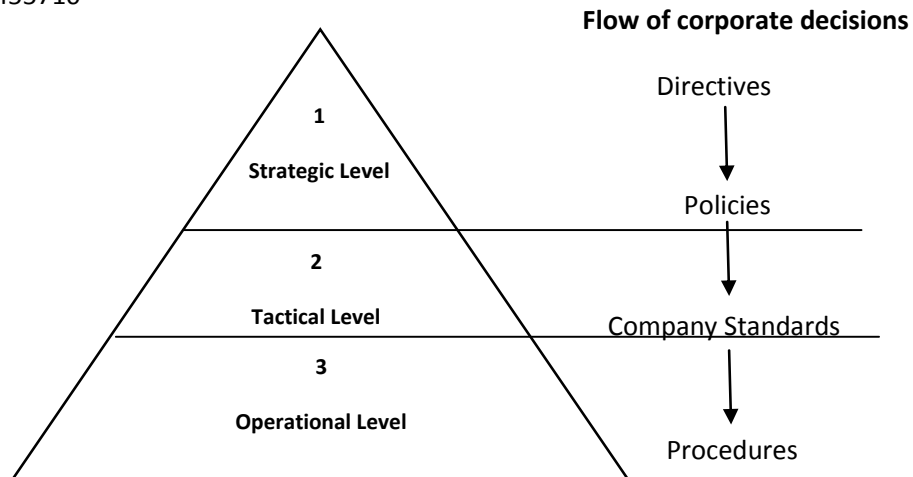 Flow of corporate decisions
Directives
1
Strategic Level
Policies
2
Tactical Level
Company Standards
3
Operational Level
Procedures